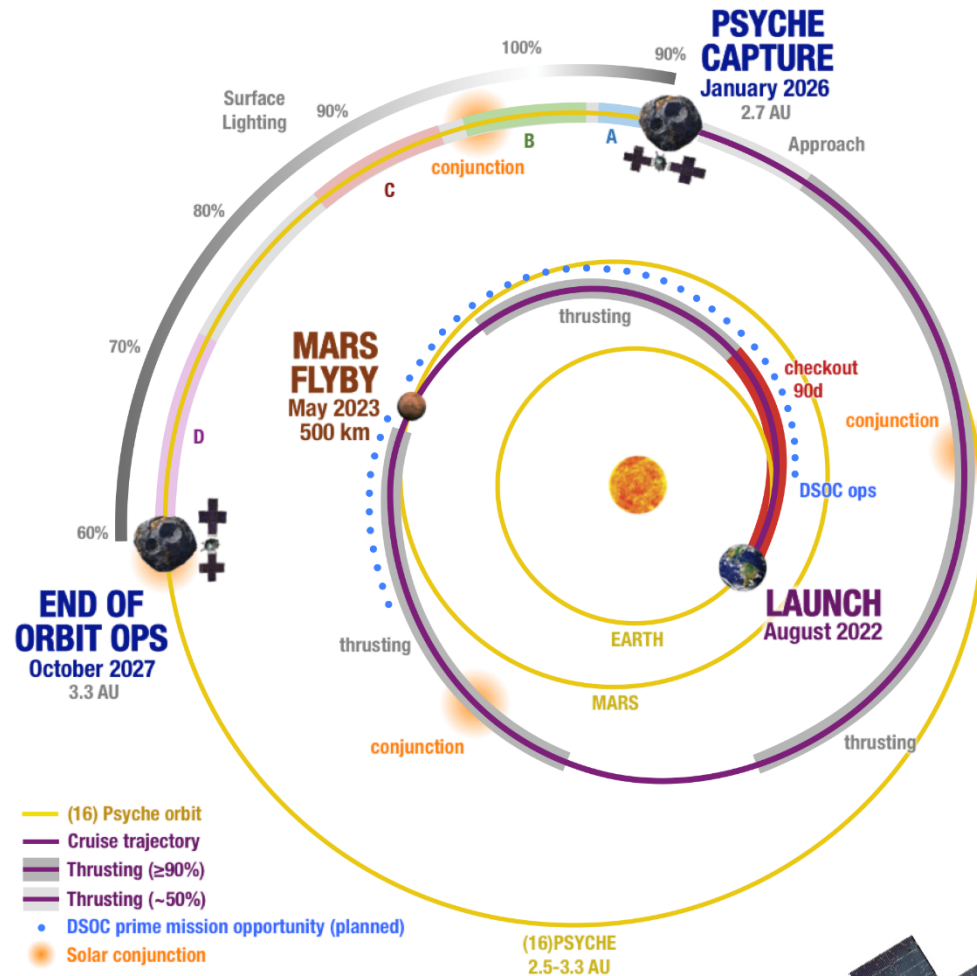 PSYCHE
CAPTURE
January 2026
2.7 AU
100%
90%
Surface
Lighting
90%
Approach
A
B
conjunction
C
80%
thrusting
70%
MARS
FLYBY
May 2023
500 km
checkout
90d
conjunction
D
DSOC ops
60%
END OF
ORBIT OPS
October 2027
3.3 AU
LAUNCH
August 2022
EARTH
thrusting
MARS
conjunction
thrusting
(16) Psyche orbit
Cruise trajectory
Thrusting (≥90%)
Thrusting (~50%)
DSOC prime mission opportunity (planned)
Solar conjunction
(16)PSYCHE
2.5-3.3 AU